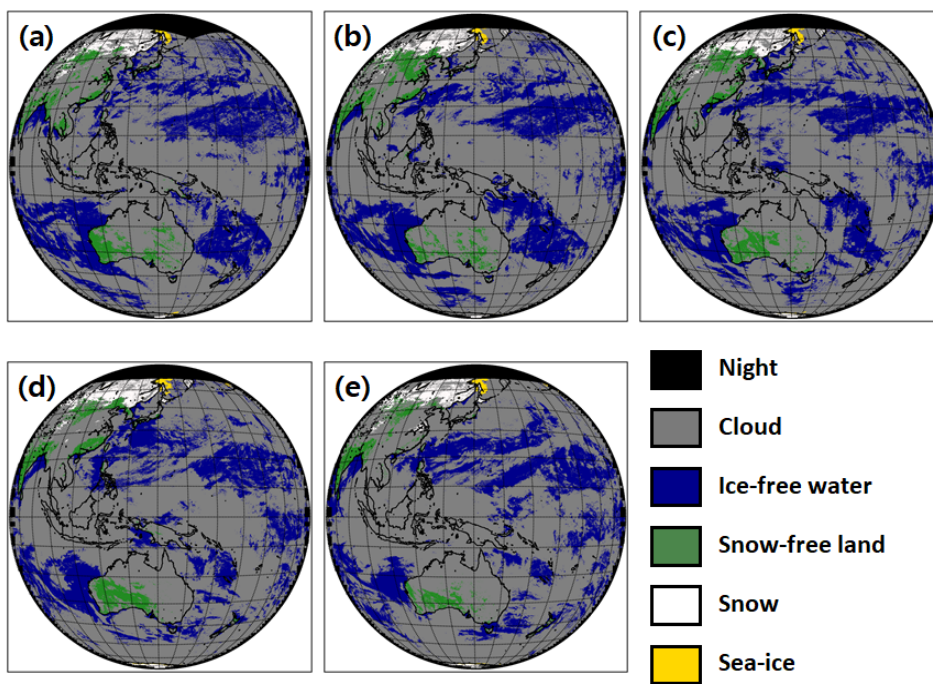 (a)
(b)
(c)
(d)
(e)
Night
Cloud
Ice-free water
Snow-free land
Snow
Sea-ice